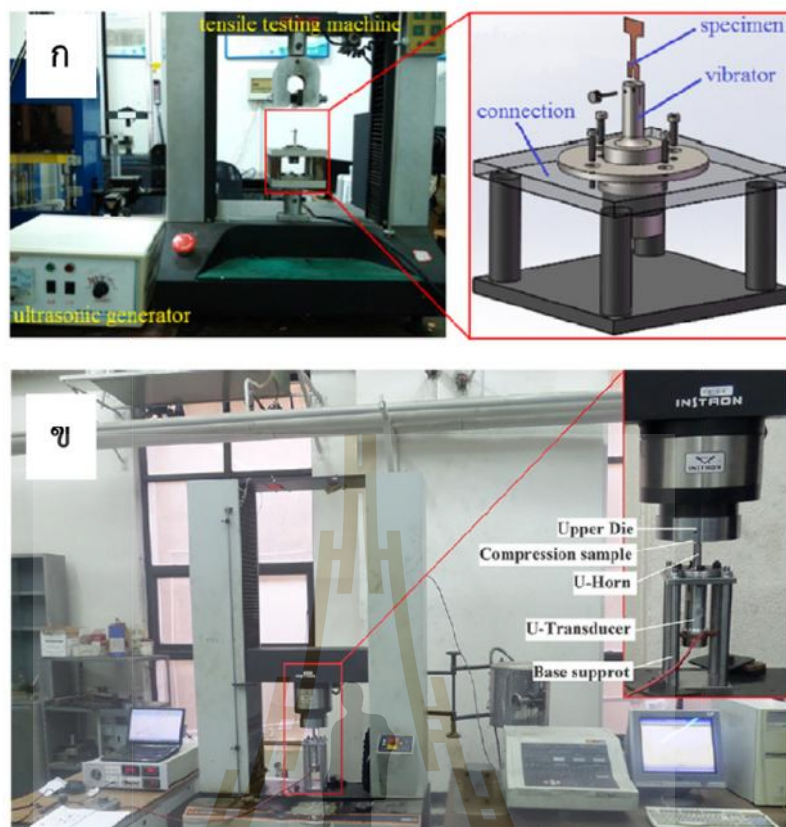 ก
tensile testing machine
ultrasonic generator
specimen
vibrator
connection
ข
INSTRON
INSTRON
Upper Die
Compression sample
U-Horn
U-Transducer
Base supprot